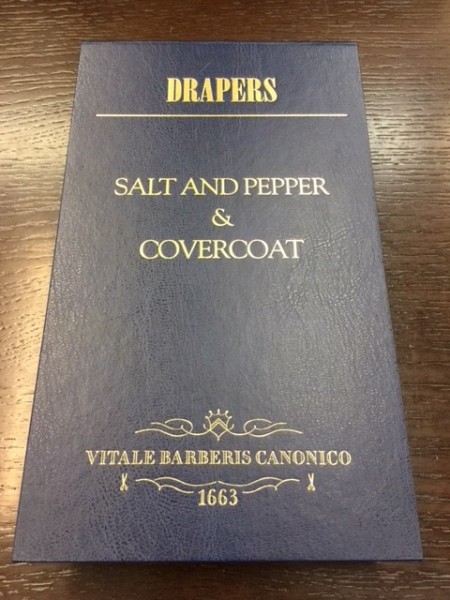 DRAPERS
SALT AND PEPPER
&
COVERCOAT
VITALE BARBERIS CANONICO
1663